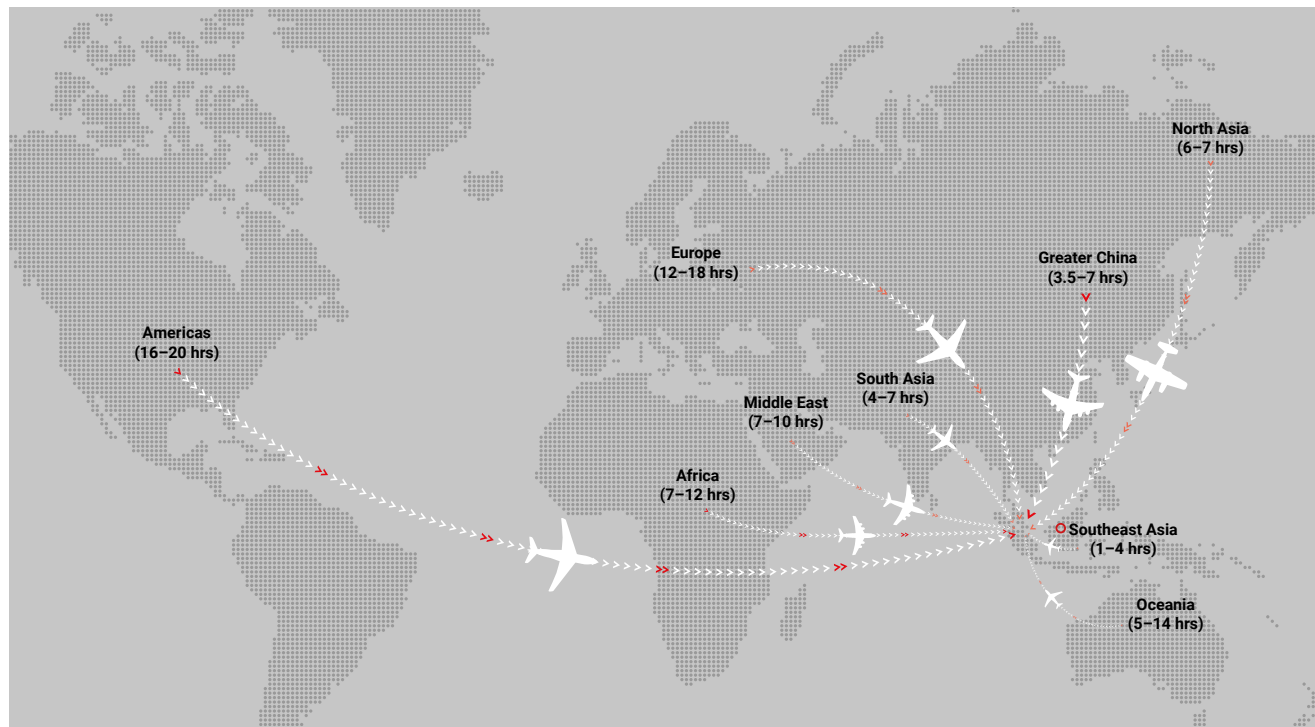 North Asia
(6–7 hrs)
Europe
(12–18 hrs)
Greater China
(3.5–7 hrs)
Americas
(16–20 hrs)
South Asia
(4–7 hrs)
Middle East
(7–10 hrs)
Africa
(7–12 hrs)
Southeast Asia
(1–4 hrs)
Oceania
(5–14 hrs)